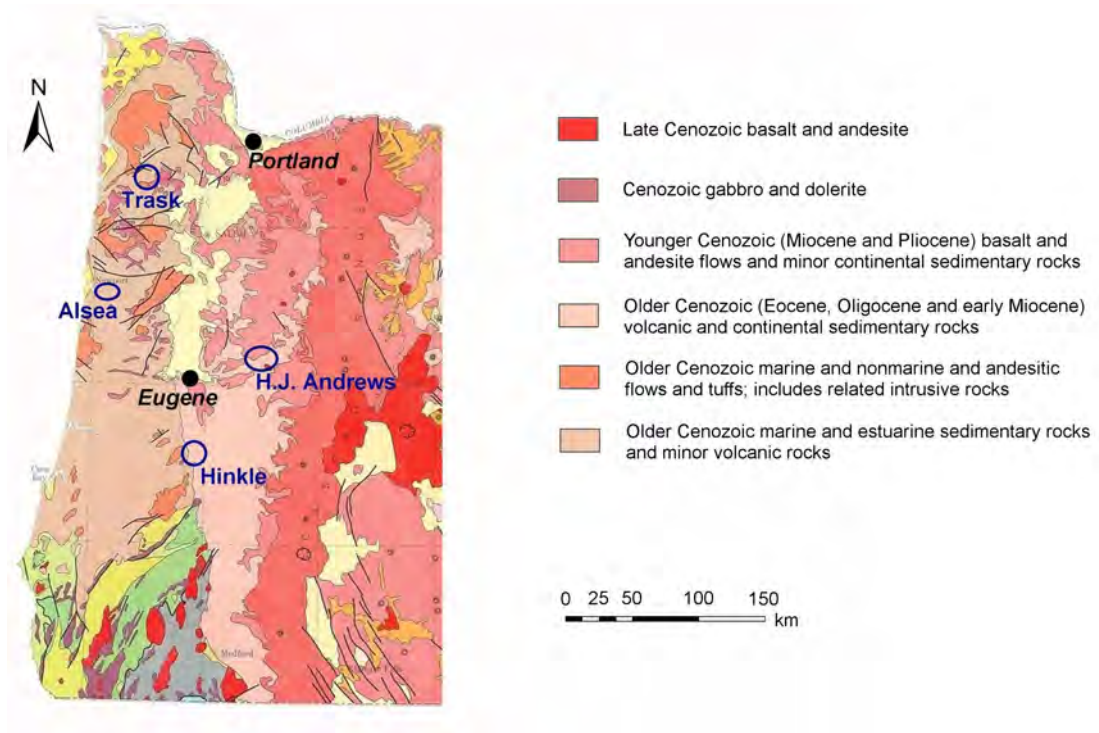 N
COLUMBIA
Portland
Trask
Alsea
H.J. Andrews
Eugene
Hinkle
Medford
Late Cenozoic basalt and andesite
Cenozoic gabbro and dolerite
Younger Cenozoic (Miocene and Pliocene) basalt and
andesite flows and minor continental sedimentary rocks
Older Cenozoic (Eocene, Oligocene and early Miocene)
volcanic and continental sedimentary rocks
Older Cenozoic marine and nonmarine and andesitic
flows and tuffs; includes related intrusive rocks
Older Cenozoic marine and estuarine sedimentary rocks
and minor volcanic rocks
0 25 50 100 150
km